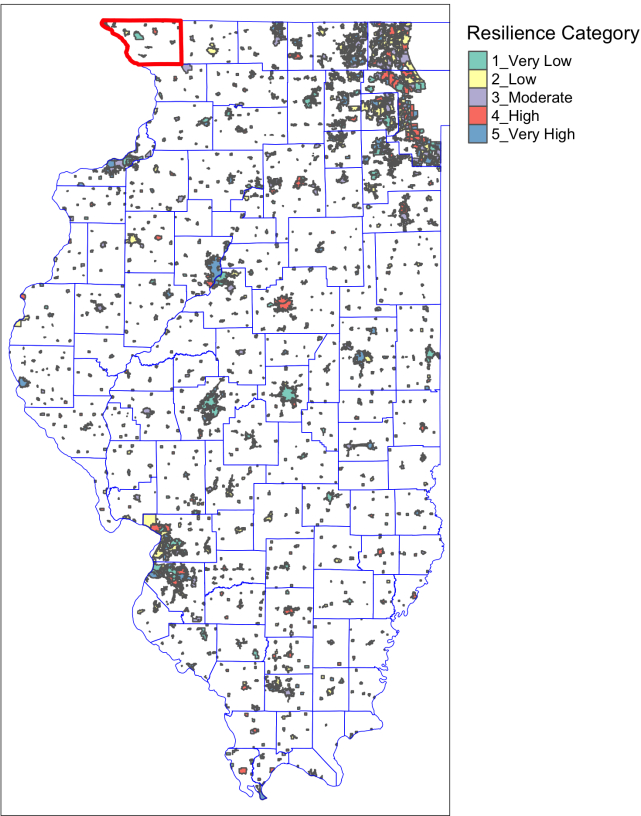 Resilience Category
1_Very Low
2_Low
3_Moderate
4_High
5_Very High